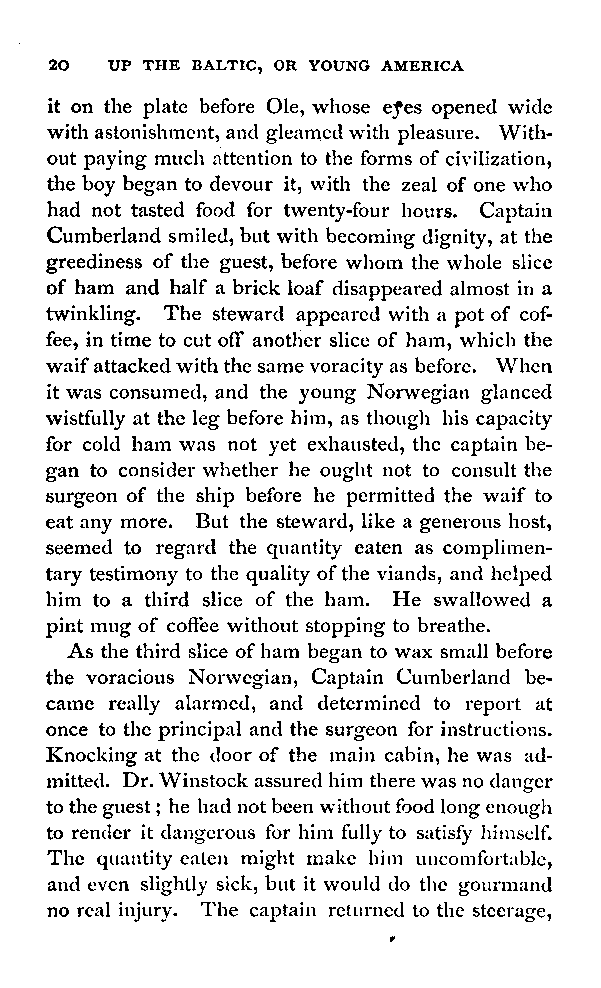 20 UP THE BALTIC, OR YOUNG AMERICA
it on the plate before Ole, whose eyes opened wide
with astonishment, and gleamed with pleasure. With-
out paying much attention to the forms of civilization,
the boy began to devour it, with the zeal of one who
had not tasted food for twenty-four hours. Captain
Cumberland smiled, but with becoming dignity, at the
greediness of the guest, before whom the whole slice
of ham and half a brick loaf disappeared almost in a
twinkling. The steward appeared with a pot of cof-
fee, in time to cut off another slice of ham, which the
waif attacked with the same voracity as before. When
it was consumed, and the young Norwegian glanced
wistfully at the leg before him, as though his capacity
for cold ham was not yet exhausted, the captain be-
gan to consider whether he ought not to consult the
surgeon of the ship before he permitted the waif to
eat any more. But the steward, like a generous host,
seemed to regard the quantity eaten as complimen-
tary testimony to the quality of the viands, and helped
him to a third slice of the ham. He swallowed a
pint mug of coffee without stopping to breathe.
As the third slice of ham began to wax small before
the voracious Norwegian, Captain Cumberland be-
came really alarmed, and determined to report at
once to the principal and the surgeon for instructions.
Knocking at the door of the main cabin, he was ad-
mitted. Dr. Winstock assured him there was no danger
to the guest; he had not been without food long enough
to render it dangerous for him fully to satisfy himself.
The quantity eaten might make him uncomfortable,
and even slightly sick, but it would do the gourmand
no real injury. The captain returned to the steerage,